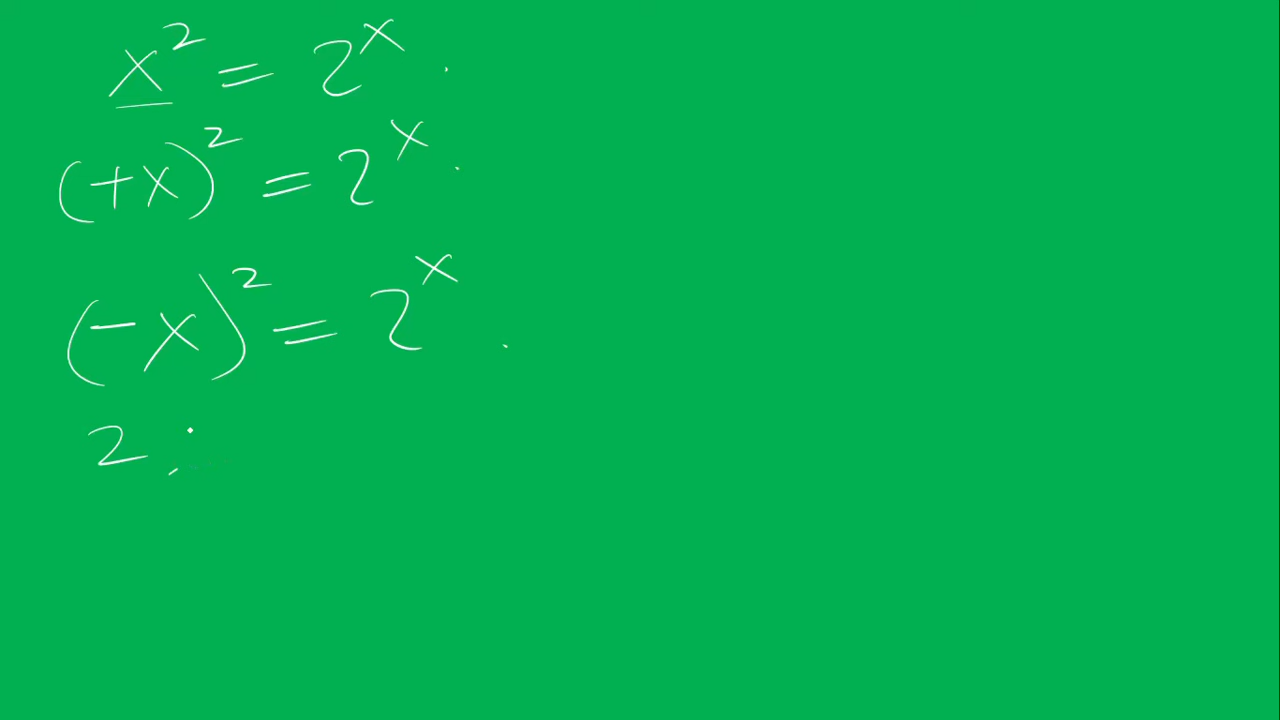 x² = 2ˣ
(+x)² = 2ˣ
(-x)² = 2ˣ
2 ;